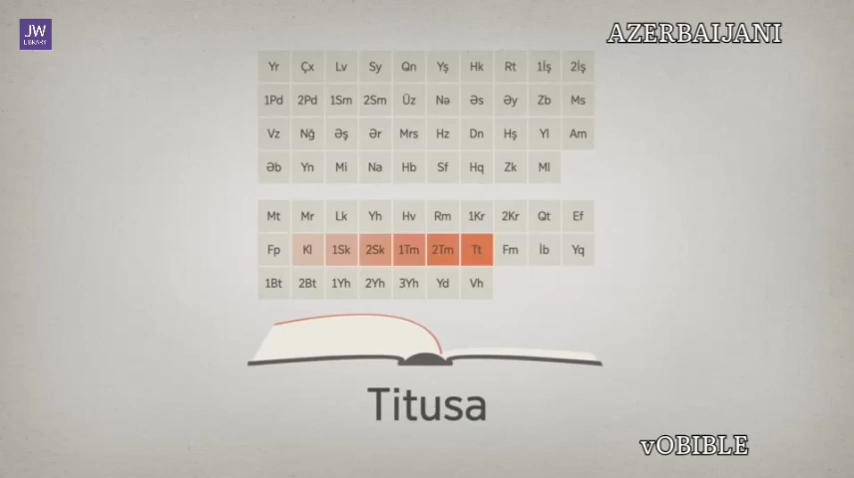 JW
LIBRARY
AZERBAIJANI
Yr Çx Lv Sy Qn Yş Hk Rt 1İş 2İş
1Pd 2Pd 1Sm 2Sm Üz Nə Əs Əy Zb Ms
Vz Nğ Əş Ər Mrs Hz Dn Hş Yl Am
Əb Yn Mi Na Hb Sf Hq Zk Ml
Mt Mr Lk Yh Hv Rm 1Kr 2Kr Qt Ef
Fp Kl 1Sk 2Sk 1Tm 2Tm Tt Fm İb Yq
1Bt 2Bt 1Yh 2Yh 3Yh Yd Vh
Titusa
vOBIBLE